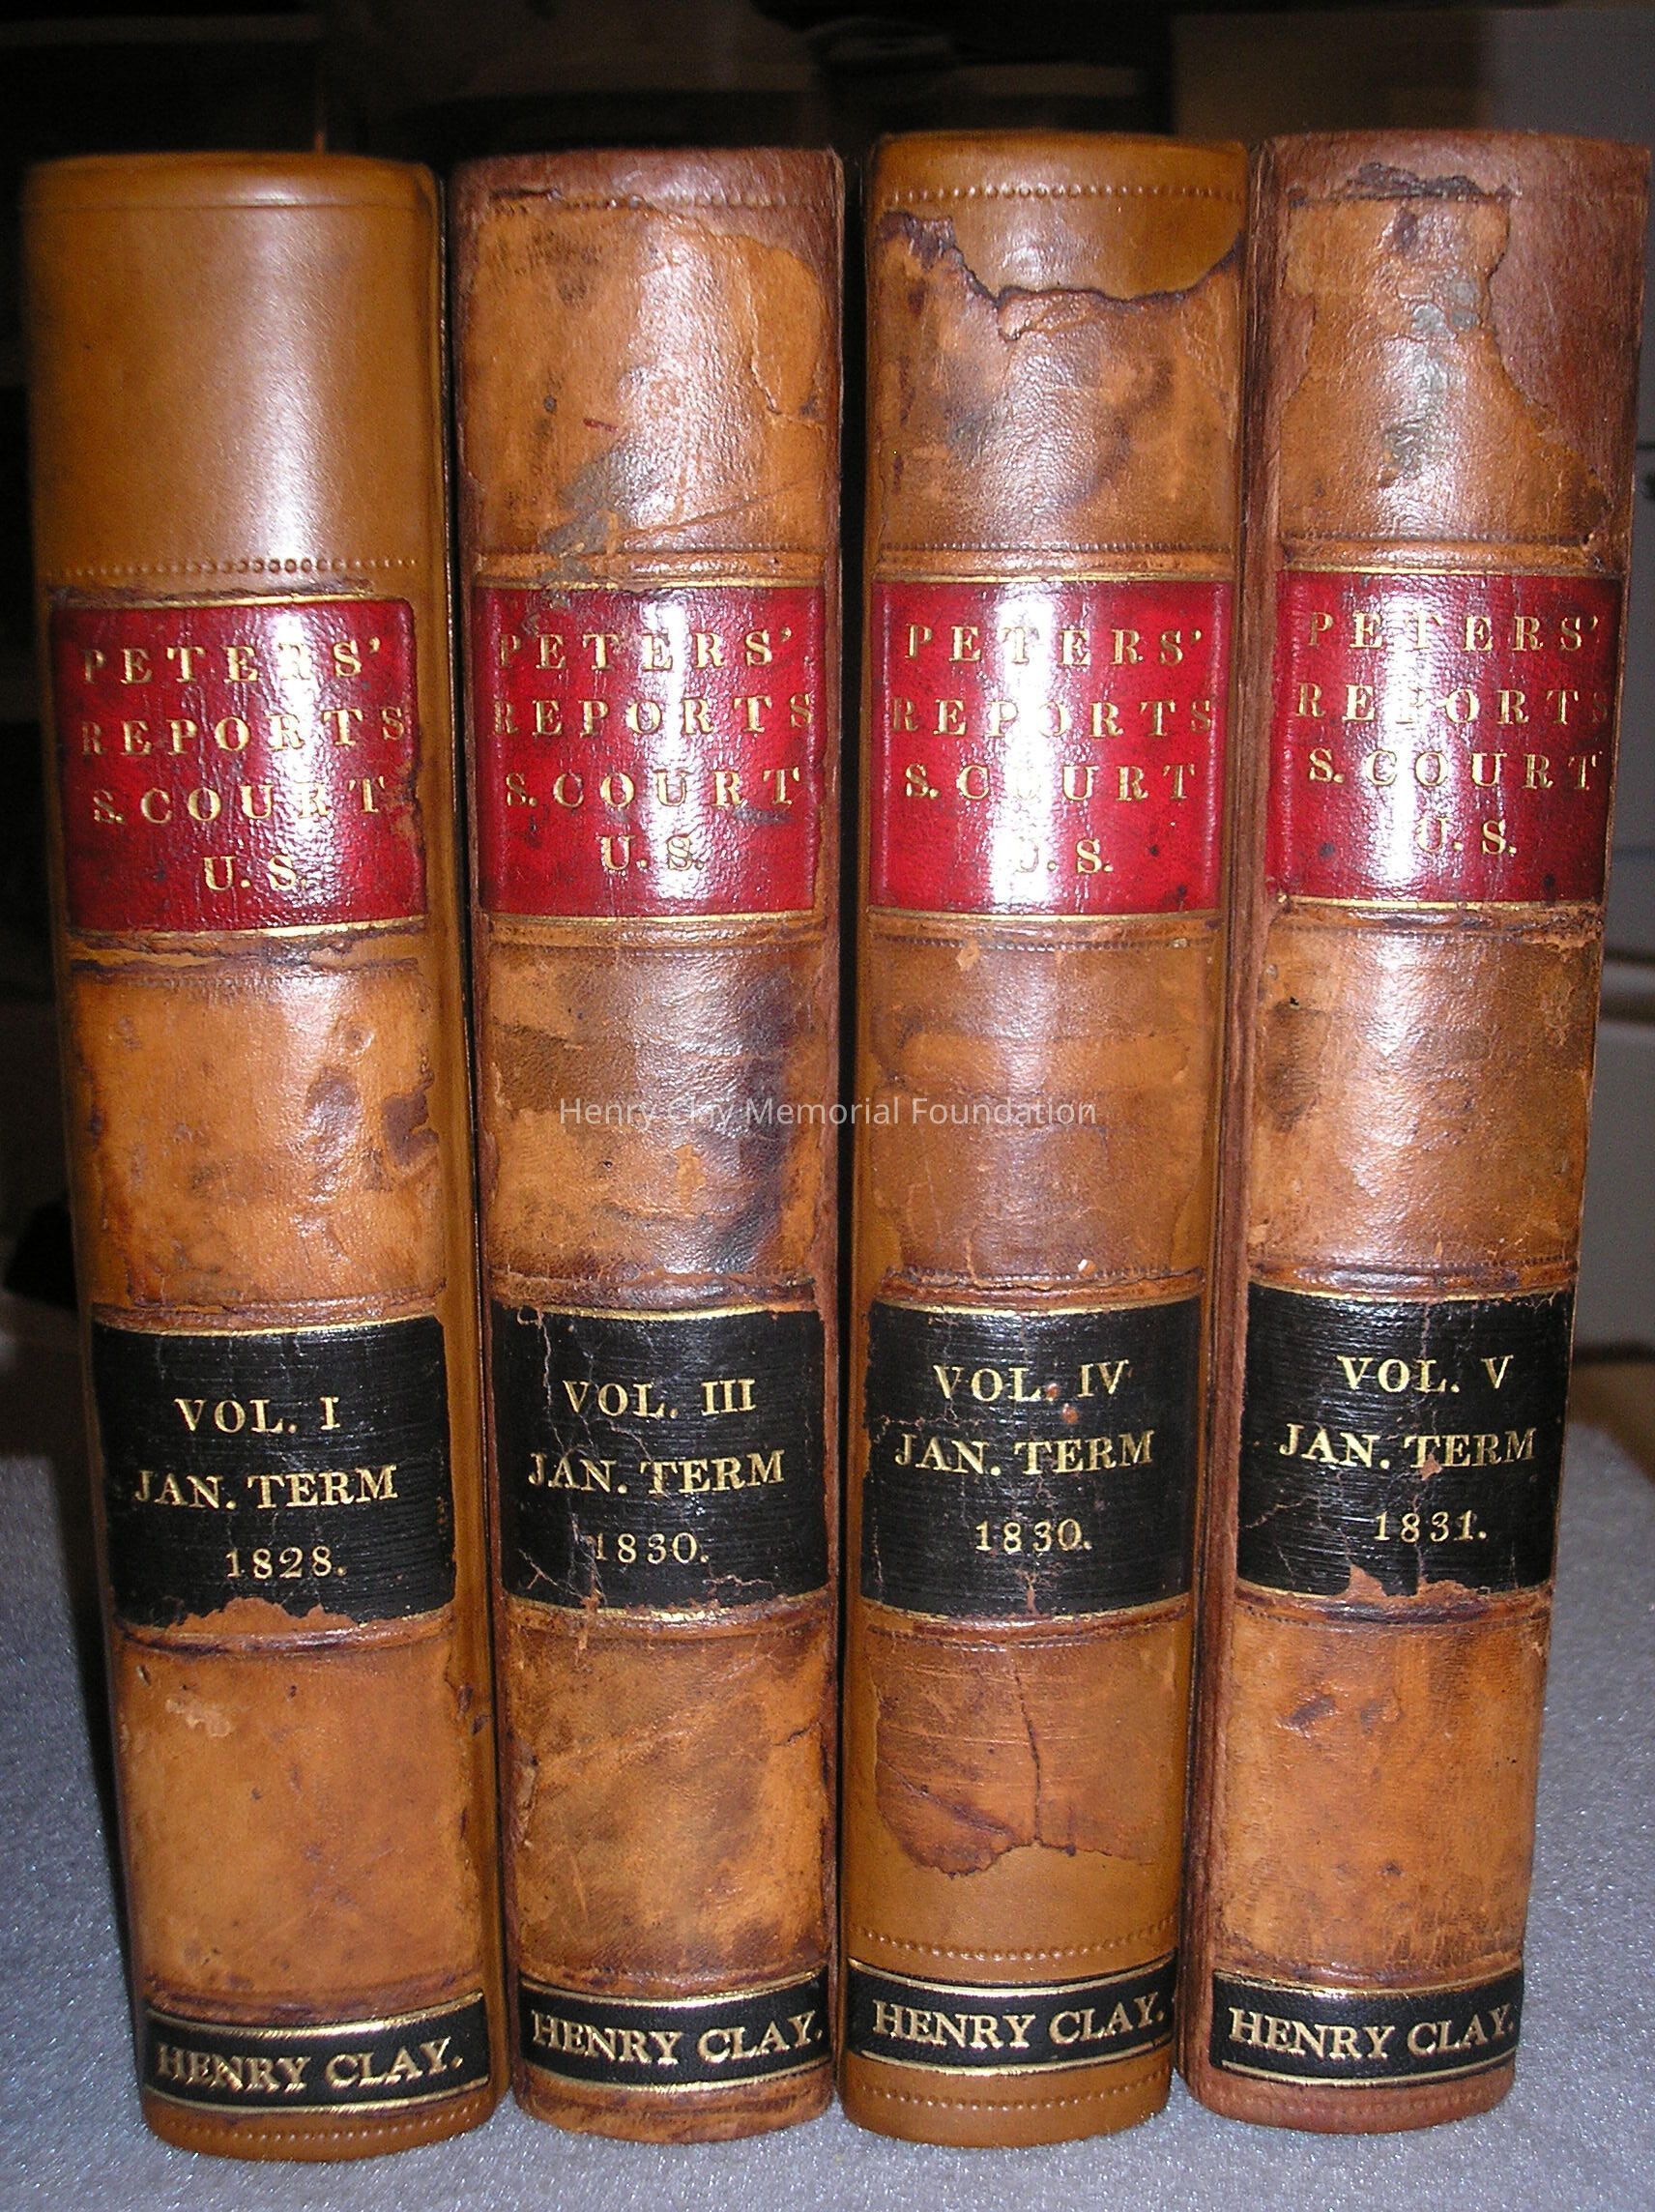 PETERS'
REPORTS
S. COURT
U. S.
VOL. I
JAN. TERM
1828.
HENRY CLAY.
PETERS'
REPORTS
S. COURT
U. S.
VOL. III
JAN. TERM
1830.
HENRY CLAY.
PETERS'
REPORTS
S. COURT
U. S.
VOL. IV
JAN. TERM
1830.
HENRY CLAY.
PETERS'
REPORTS
S. COURT
U. S.
VOL. V
JAN. TERM
1831.
HENRY CLAY.
Henry Clay Memorial Foundation